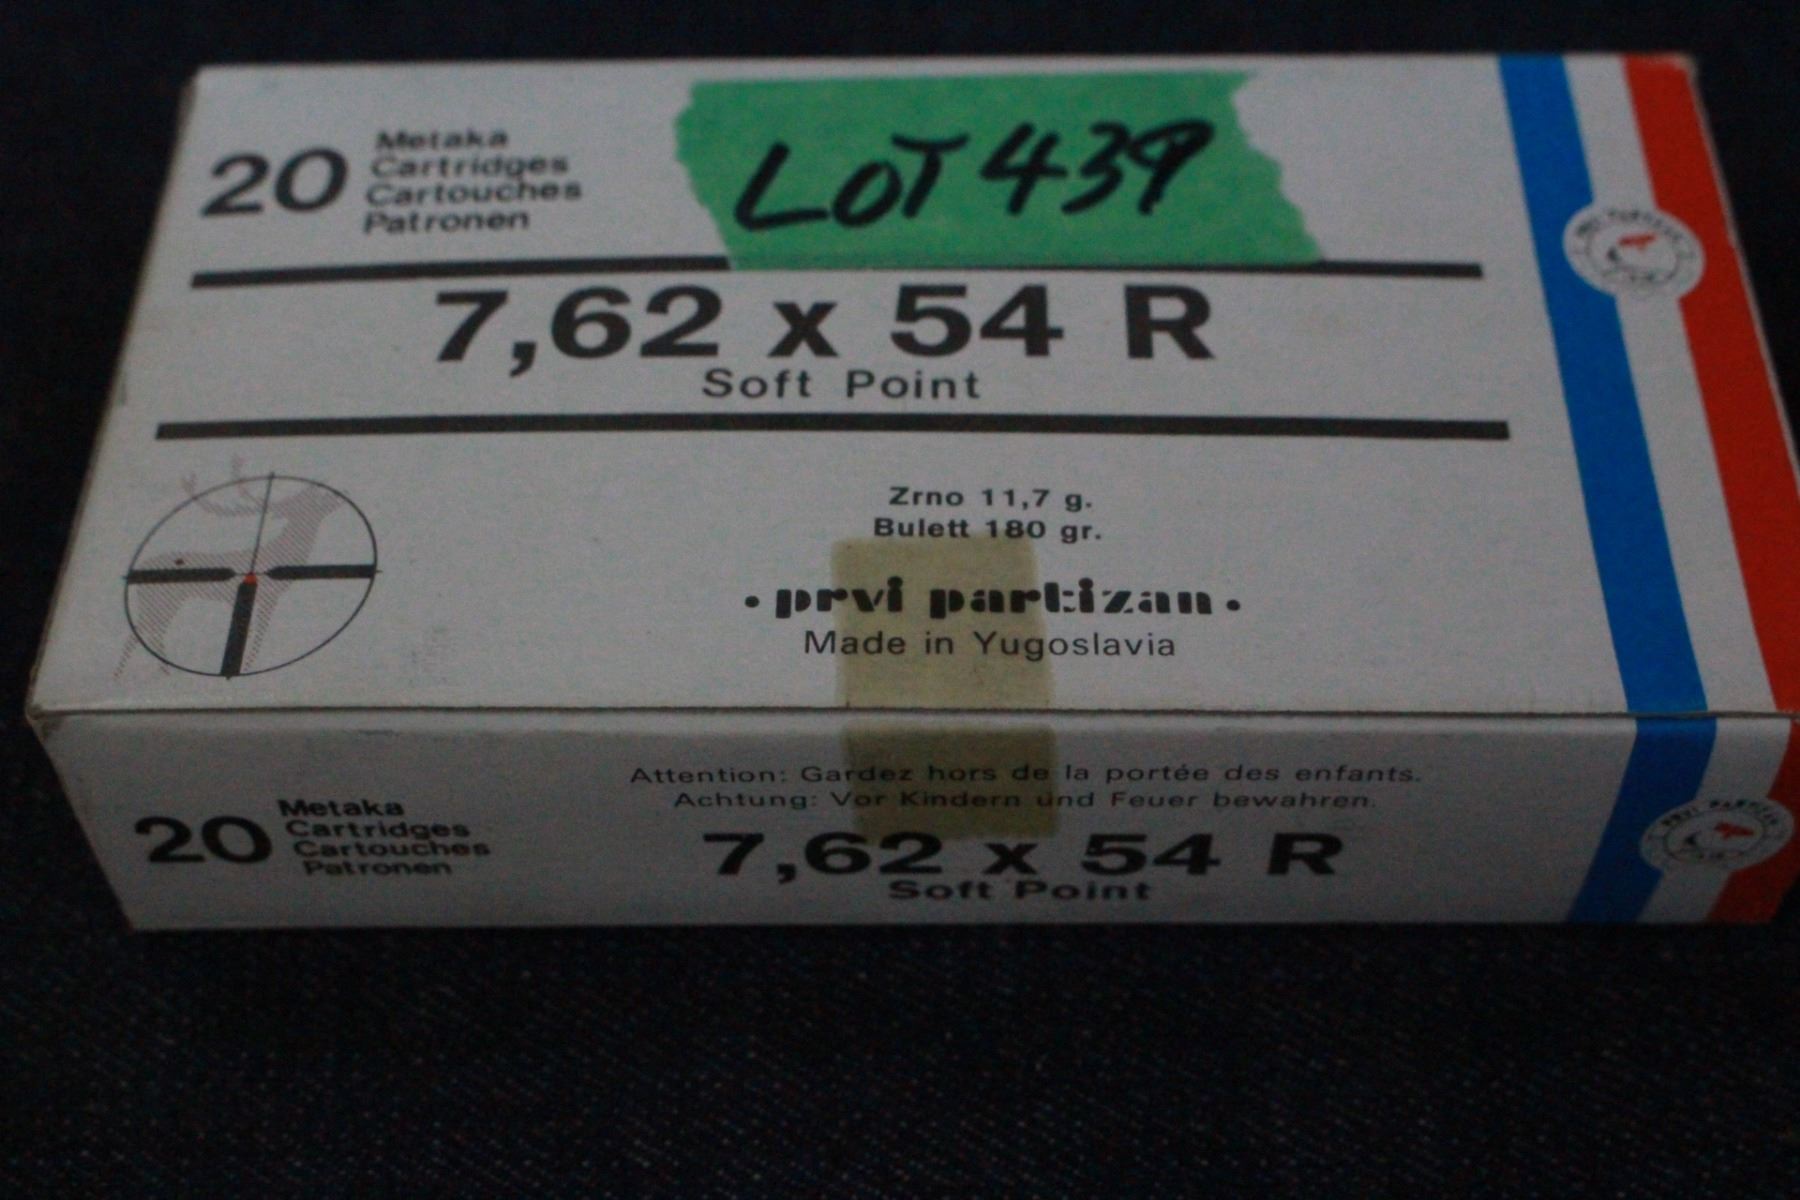 LOT 439
20
Metaka
Cartridges
Cartouches
Patronen
7,62 x 54 R
Soft Point
Zrno 11,7 g.
Bulett 180 gr.
• prvi partizan •
Made in Yugoslavia
Attention: Gardez hors de la portée des enfants.
Achtung: Vor Kindern und Feuer bewahren.
20
Metaka
Cartridges
Cartouches
Patronen
7,62 x 54 R
Soft Point